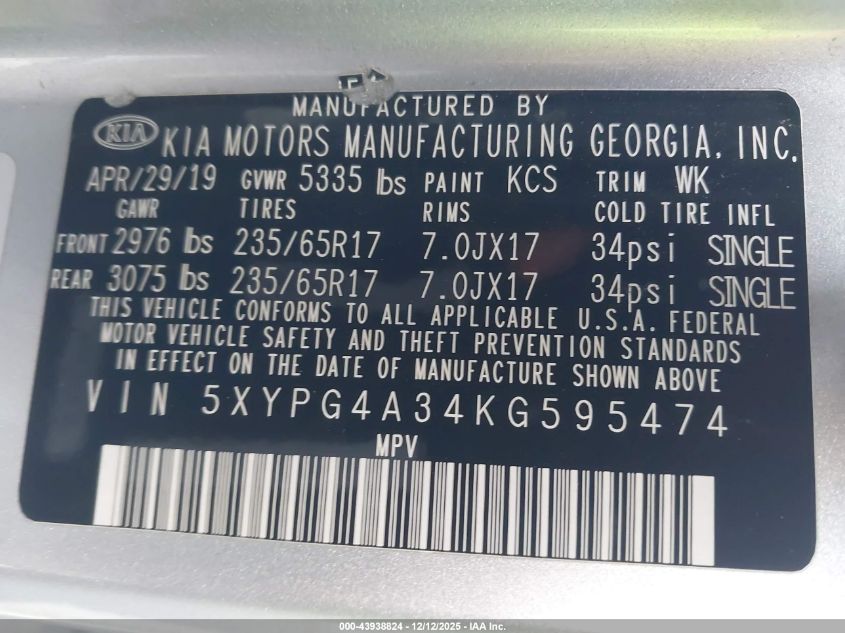 MANUFACTURED BY
KIA KIA MOTORS MANUFACTURING GEORGIA, INC.
APR/29/19 GVWR 5335 lbs PAINT KCS TRIM WK
GAWR TIRES RIMS COLD TIRE INFL
FRONT 2976 lbs 235/65R17 7.0JX17 34psi SINGLE
REAR 3075 lbs 235/65R17 7.0JX17 34psi SINGLE
THIS VEHICLE CONFORMS TO ALL APPLICABLE U.S.A. FEDERAL
MOTOR VEHICLE SAFETY AND THEFT PREVENTION STANDARDS
IN EFFECT ON THE DATE OF MANUFACTURE SHOWN ABOVE
VIN 5XYPG4A34KG595474
MPV
000-43938824 - 12/12/2025 - IAA Inc.